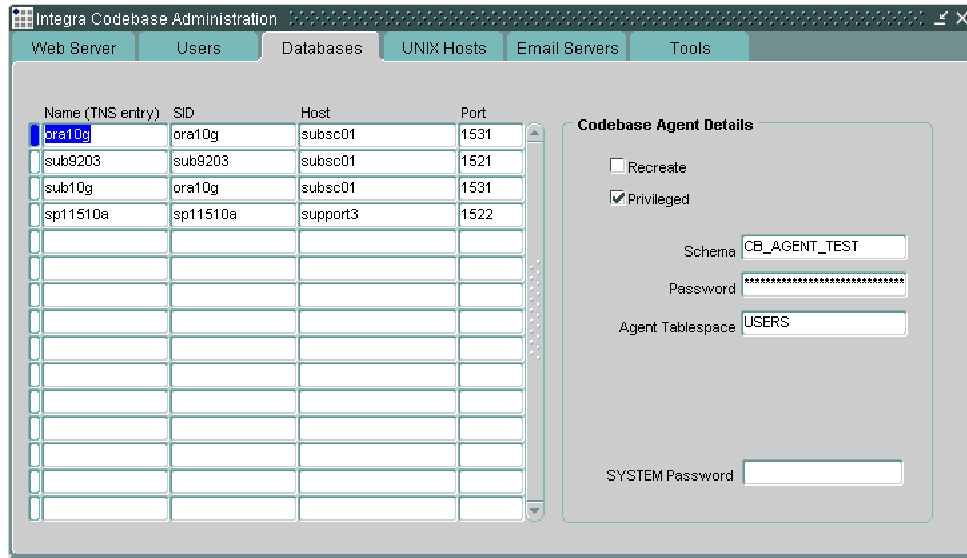 Integra Codebase Administration
Web Server Users Databases UNIX Hosts Email Servers Tools
Name (TNS entry) SID Host Port
ora10g ora10g subsc01 1531
sub9203 sub9203 subsc01 1521
sub10g ora10g subsc01 1531
sp11510a sp11510a support3 1522
Codebase Agent Details
Recreate
Privileged
Schema CB_AGENT_TEST
Password ******************************
Agent Tablespace USERS
SYSTEM Password